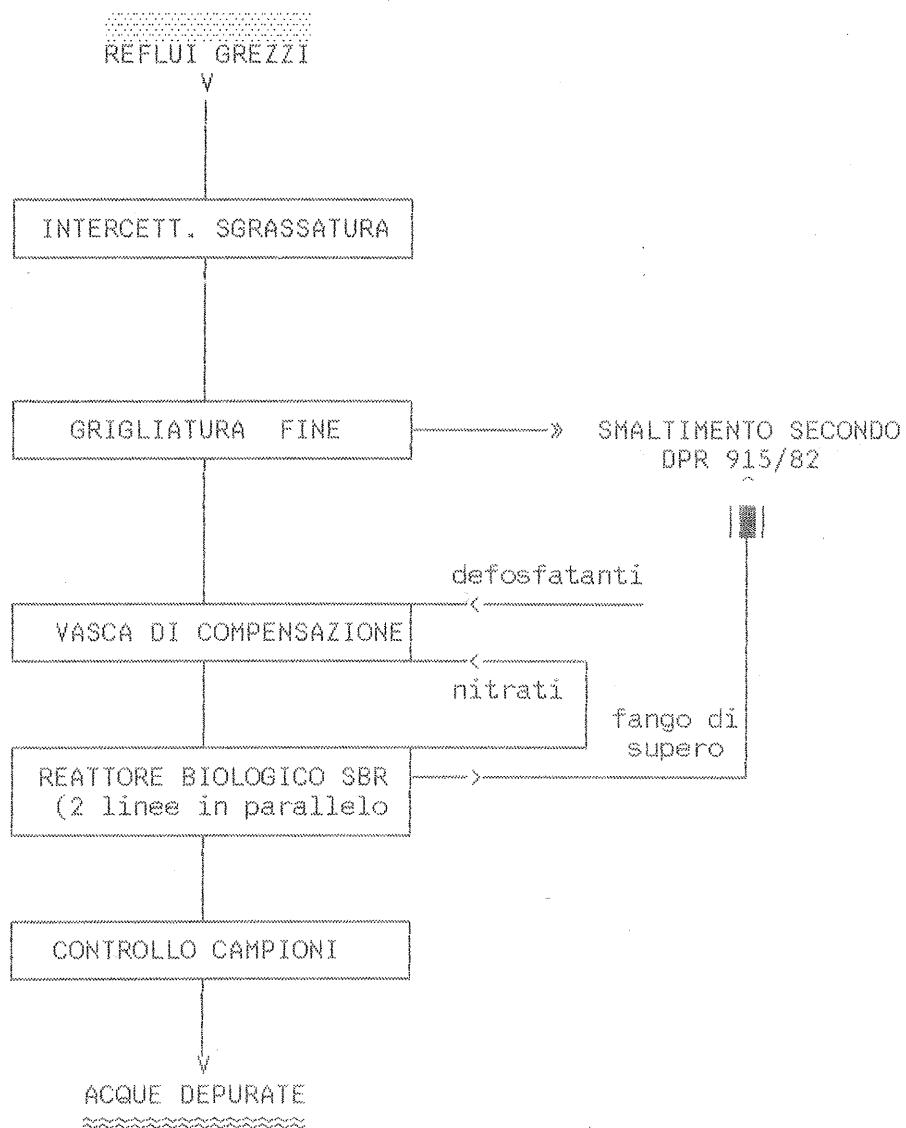 REFLUI GREZZI
INTERCETT. SGRASSATURA
GRIGLIATURA FINE
SMALTIMENTO SECONDO
DPR 915/82
defosfatanti
VASCA DI COMPENSAZIONE
nitrati
fango di
supero
REATTORE BIOLOGICO SBR
(2 linee in parallelo
CONTROLLO CAMPIONI
ACQUE DEPURATE